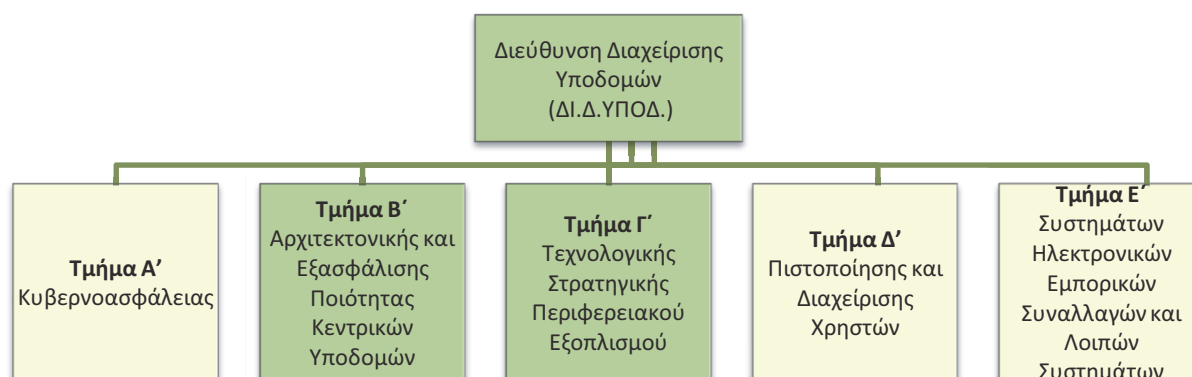 Διεύθυνση Διαχείρισης
Υποδομών
(ΔΙ.Δ.ΥΠΟΔ.)
Τμήμα Α’
Κυβερνοασφάλειας
Τμήμα Β΄
Αρχιτεκτονικής και
Εξασφάλισης
Ποιότητας
Κεντρικών
Υποδομών
Τμήμα Γ΄
Τεχνολογικής
Στρατηγικής
Περιφερειακού
Εξοπλισμού
Τμήμα Δ’
Πιστοποίησης και
Διαχείρισης
Χρηστών
Τμήμα Ε΄
Συστημάτων
Ηλεκτρονικών
Εμπορικών
Συναλλαγών και
Λοιπών
Συστημάτων